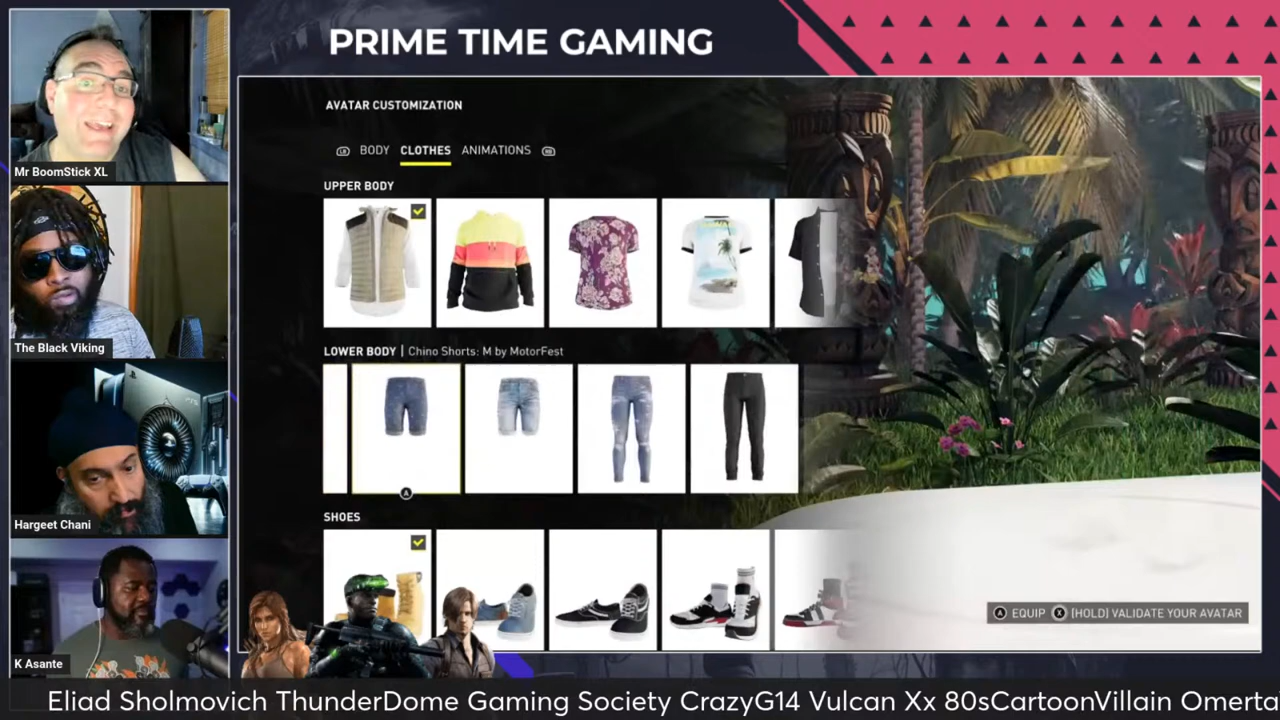 PRIME TIME GAMING
Mr BoomStick XL
The Black Viking
Hargeet Chani
K Asante
AVATAR CUSTOMIZATION
LB BODY CLOTHES ANIMATIONS RB
UPPER BODY
LOWER BODY | Chino Shorts: M by MotorFest
A
SHOES
A EQUIP X [HOLD] VALIDATE YOUR AVATAR
Eliad Sholmovich ThunderDome Gaming Society CrazyG14 Vulcan Xx 80sCartoonVillain Omerta